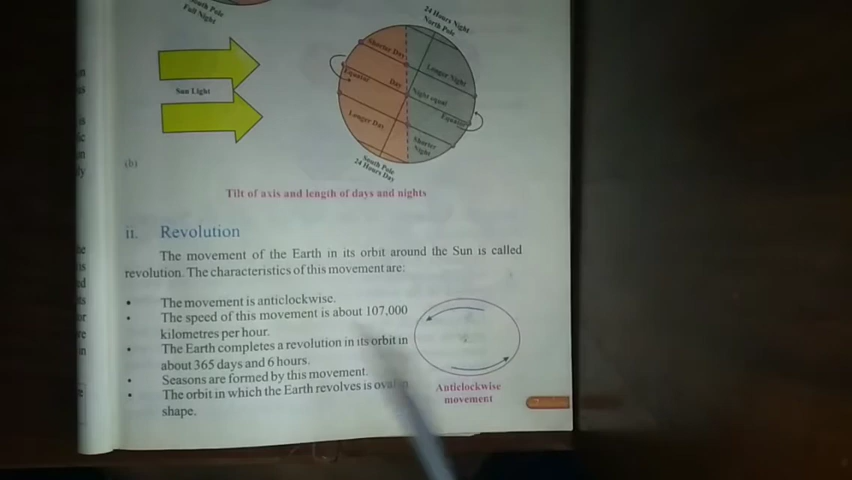 South Pole
Full Night
24 Hours Night
North Pole
Shorter Day
Longer Night
Equator
Day
Night equal
Equator
Longer Day
Shorter
Night
South Pole
24 Hours Day
Sun Light
(b)
Tilt of axis and length of days and nights
ii. Revolution
The movement of the Earth in its orbit around the Sun is called
revolution. The characteristics of this movement are:
• The movement is anticlockwise.
• The speed of this movement is about 107,000
kilometres per hour.
• The Earth completes a revolution in its orbit in
about 365 days and 6 hours.
• Seasons are formed by this movement.
• The orbit in which the Earth revolves is oval in
shape.
Anticlockwise
movement